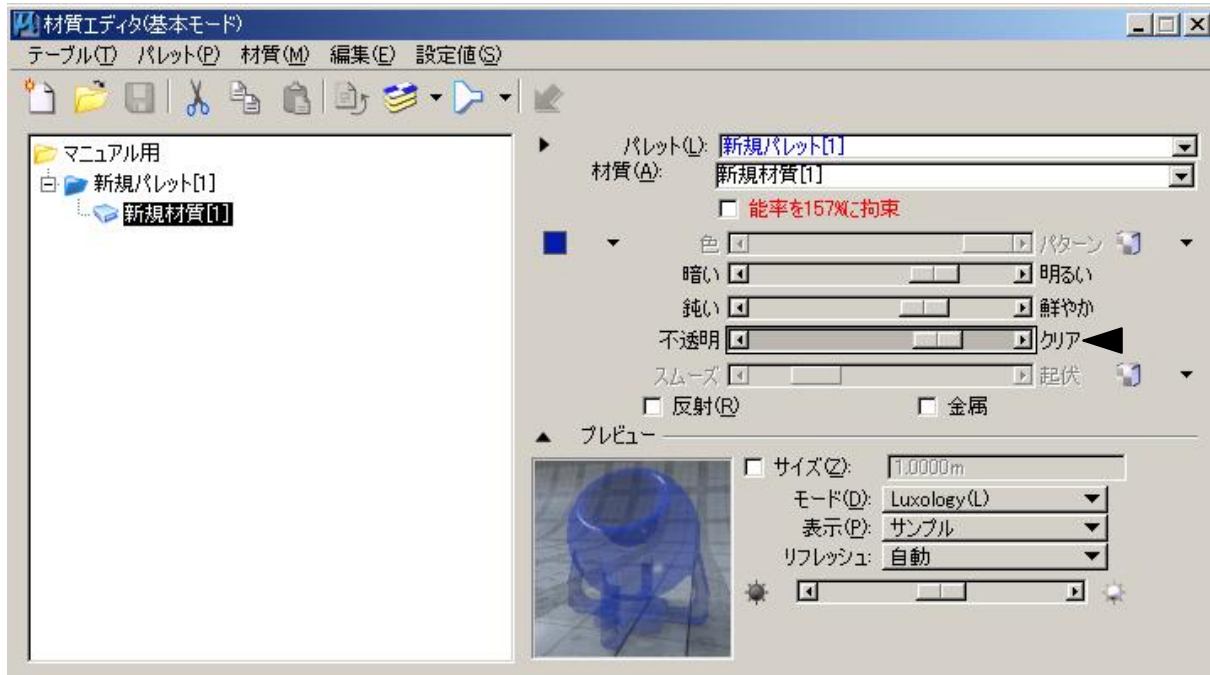 材質エディタ(基本モード)
テーブル(T) パレット(P) 材質(M) 編集(E) 設定値(S)
マニュアル用
新規パレット[1]
新規材質[1]
パレット(L): 新規パレット[1]
材質(A): 新規材質[1]
能率を157%に拘束
色 パターン
暗い 明るい
鈍い 鮮やか
不透明 クリア
スムーズ 起伏
反射(R) 金属
プレビュー
サイズ(Z): 1.0000m
モード(D): Luxology(L)
表示(P): サンプル
リフレッシュ: 自動